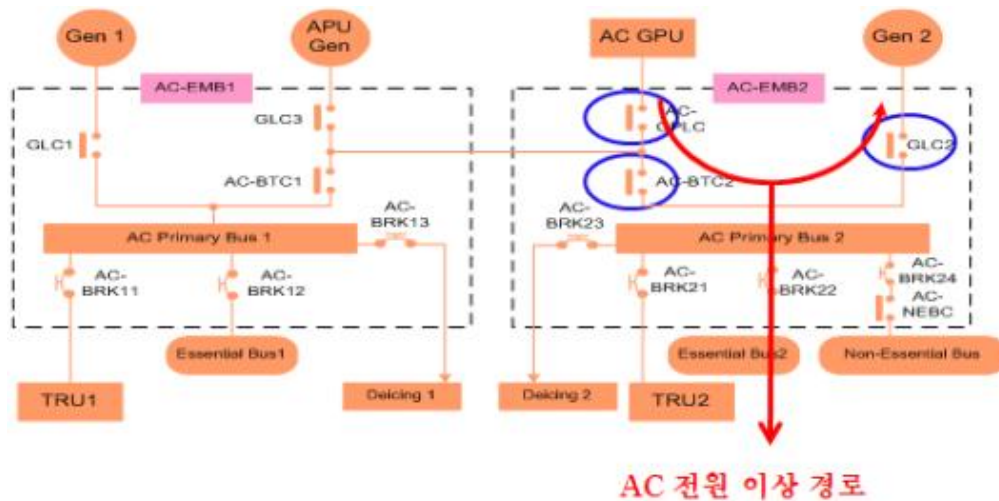 Gen 1
APU
Gen
AC GPU
Gen 2
AC-EMB1
AC-EMB2
GLC3
AC-
GPLC
GLC1
GLC2
AC-BTC1
AC-BTC2
AC-
BRK13
AC-
BRK23
AC Primary Bus 1
AC Primary Bus 2
AC-
BRK11
AC-
BRK12
AC-
BRK21
AC-
BRK22
AC-
BRK24
AC-
NEBC
Essential Bus1
Essential Bus2
Non-Essential Bus
TRU1
Deicing 1
Deicing 2
TRU2
AC 전원 이상 경로